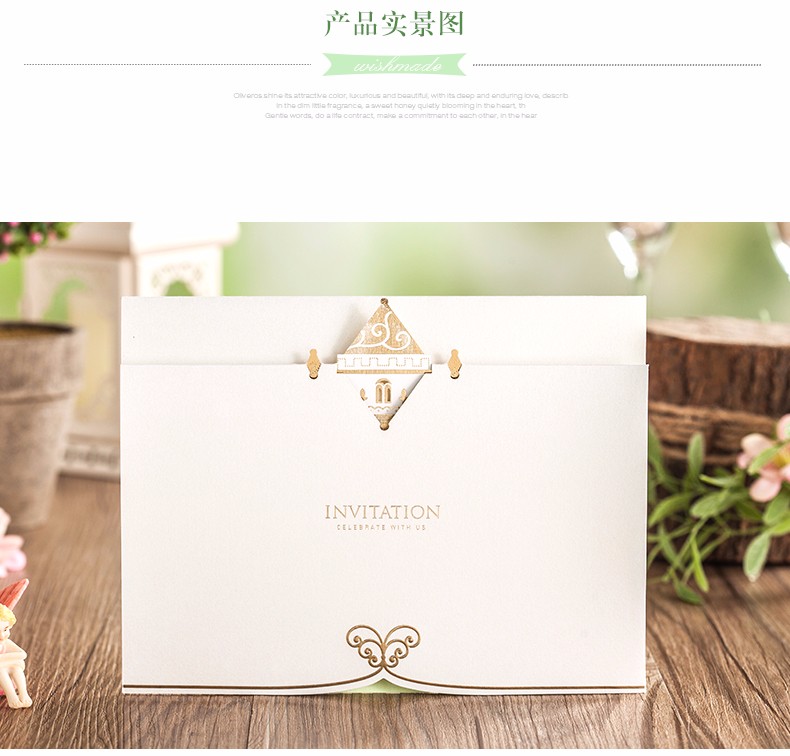 产品实景图
wishmade
Oliveros shine its attractive color, luxurious and beautiful, with its deep and enduring love, describ
In the dim little fragrance, a sweet honey quietly blooming in the heart, th
Gentle words, do a life contract, make a commitment to each other, in the hear
INVITATION
CELEBRATE WITH US